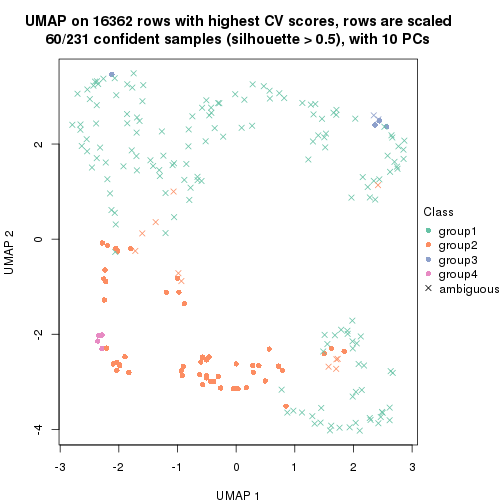 UMAP on 16362 rows with highest CV scores, rows are scaled
60/231 confident samples (silhouette > 0.5), with 10 PCs
2
0
-2
-4
UMAP 2
-3 -2 -1 0 1 2 3
UMAP 1
Class
group1
group2
group3
group4
ambiguous